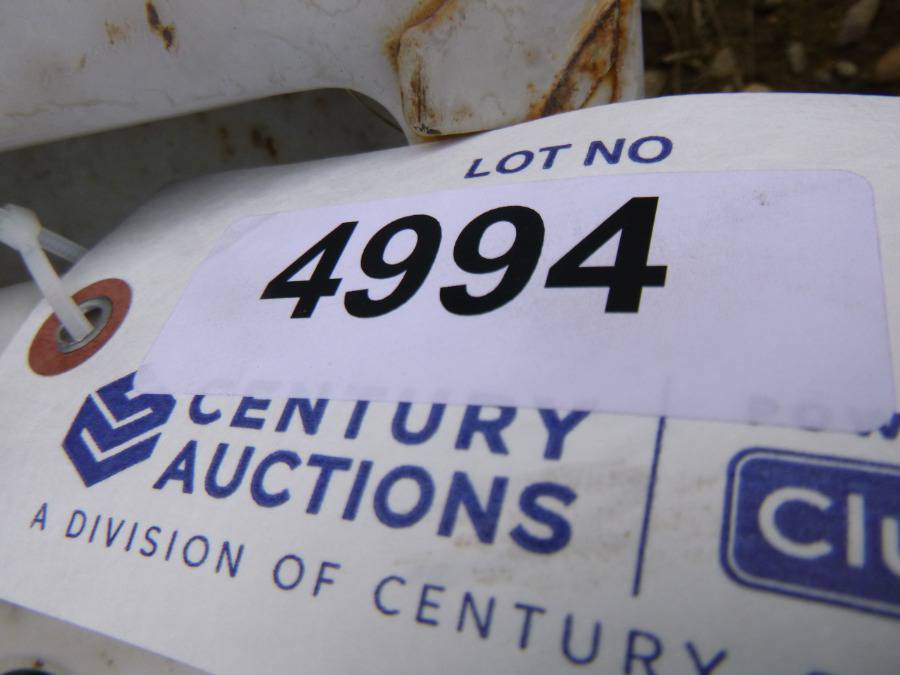 LOT NO
4994
CENTURY
AUCTIONS
A DIVISION OF CENTURY